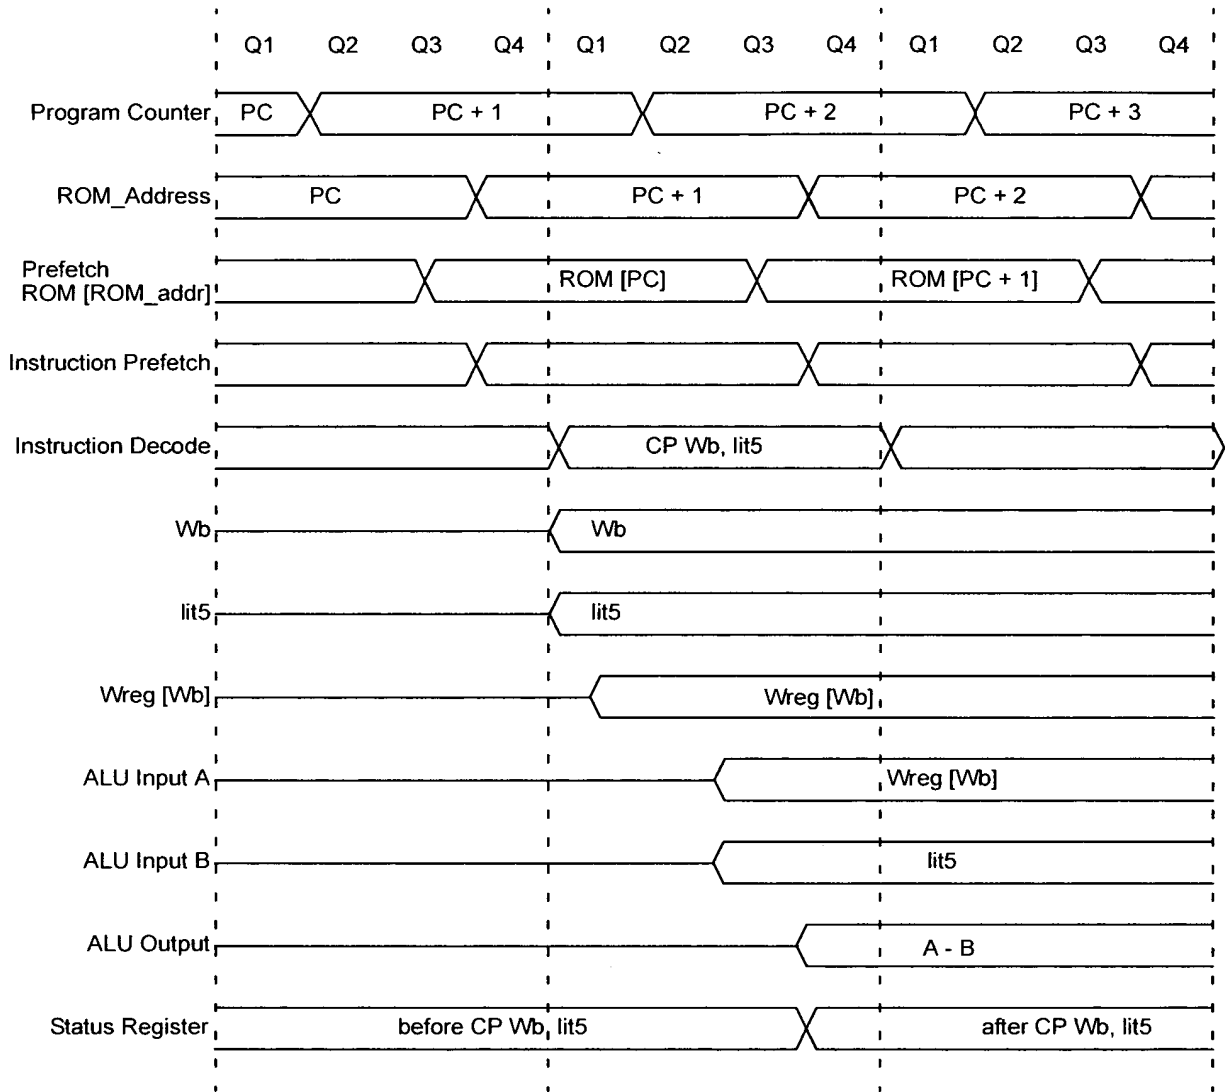 Q1 Q2 Q3 Q4 Q1 Q2 Q3 Q4 Q1 Q2 Q3 Q4
Program Counter PC PC + 1 PC + 2 PC + 3
ROM_Address PC PC + 1 PC + 2
Prefetch
ROM [ROM_addr] ROM [PC] ROM [PC + 1]
Instruction Prefetch
Instruction Decode CP Wb, lit5
Wb Wb
lit5 lit5
Wreg [Wb] Wreg [Wb]
ALU Input A Wreg [Wb]
ALU Input B lit5
ALU Output A - B
Status Register before CP Wb, lit5 after CP Wb, lit5